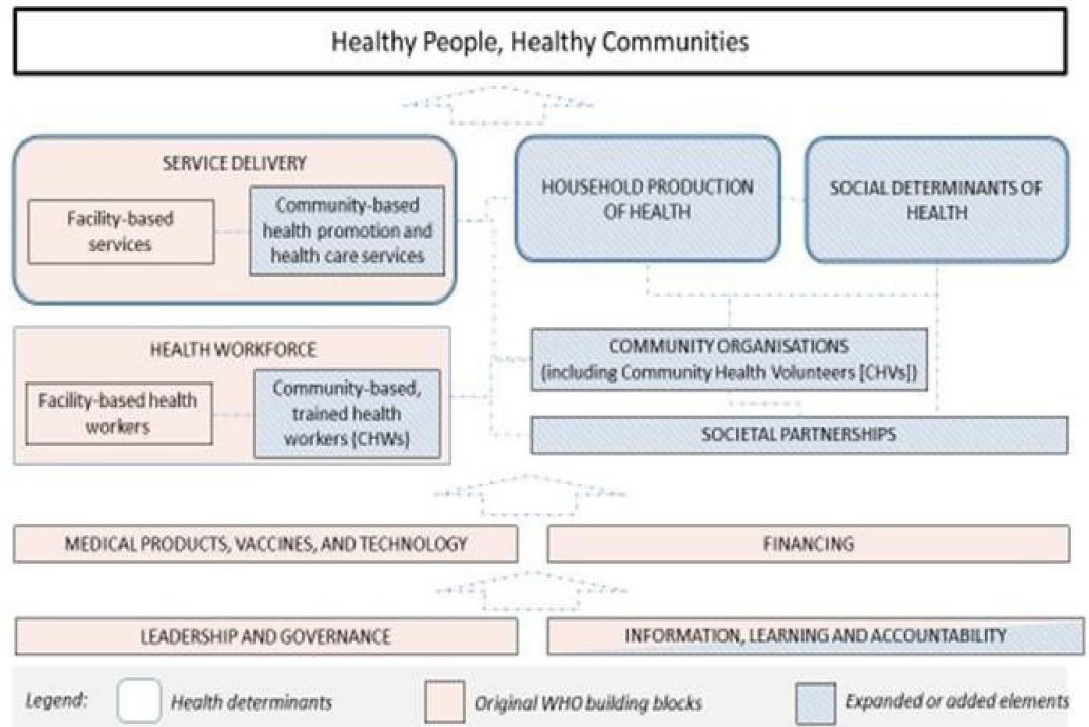 Healthy People, Healthy Communities
SERVICE DELIVERY
Facility-based
services
Community-based
health promotion and
health care services
HOUSEHOLD PRODUCTION
OF HEALTH
SOCIAL DETERMINANTS OF
HEALTH
HEALTH WORKFORCE
Facility-based health
workers
Community-based,
trained health
workers (CHWs)
COMMUNITY ORGANISATIONS
(including Community Health Volunteers [CHVs])
SOCIETAL PARTNERSHIPS
MEDICAL PRODUCTS, VACCINES, AND TECHNOLOGY
FINANCING
LEADERSHIP AND GOVERNANCE
INFORMATION, LEARNING AND ACCOUNTABILITY
Legend:
Health determinants
Original WHO building blocks
Expanded or added elements